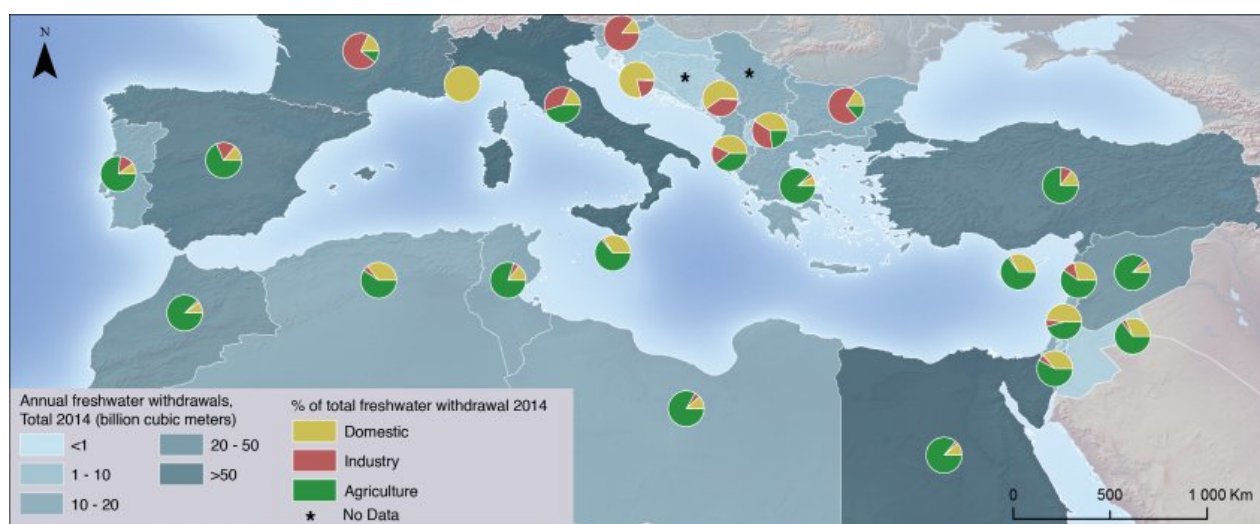 N
*
*
Annual freshwater withdrawals,
Total 2014 (billion cubic meters)
<1
1 - 10
10 - 20
20 - 50
>50
% of total freshwater withdrawal 2014
Domestic
Industry
Agriculture
* No Data
0 500 1 000 Km